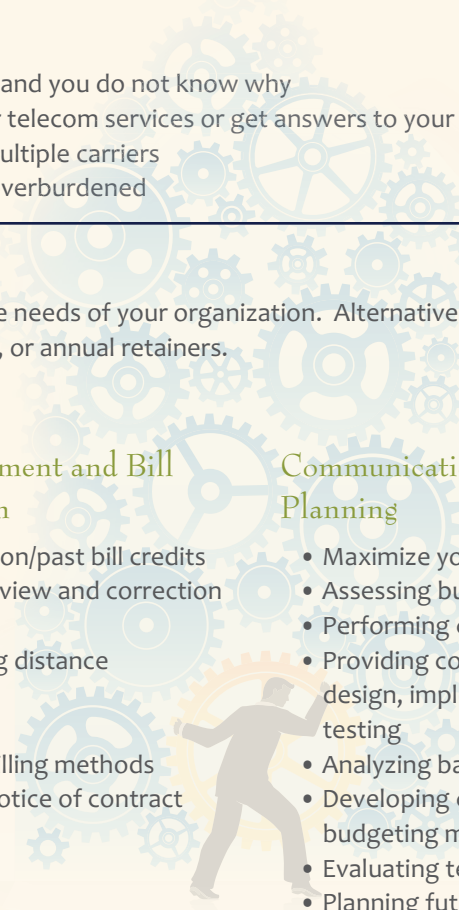 and you do not know why
telecom services or get answers to your
ultiple carriers
verburdened
e needs of your organization.  Alternative
, or annual retainers.
ment and Bill
n
on/past bill credits
view and correction
g distance
lling methods
otice of contract
Communicati
Planning
• Maximize yo
• Assessing bu
• Performing
• Providing co
design, impl
testing
• Analyzing ba
• Developing
budgeting m
• Evaluating te
• Planning fut